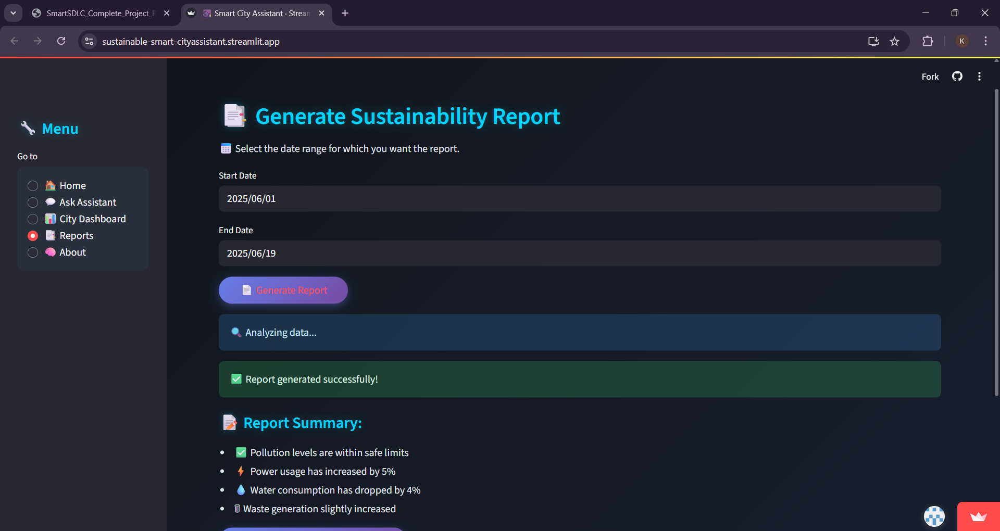 SmartSDLC_Complete_Project_R
Smart City Assistant · Stream
sustainable-smart-cityassistant.streamlit.app
K
Fork
Menu
Go to
Home
Ask Assistant
City Dashboard
Reports
About
Generate Sustainability Report
Select the date range for which you want the report.
Start Date
2025/06/01
End Date
2025/06/19
Generate Report
Analyzing data...
Report generated successfully!
Report Summary:
Pollution levels are within safe limits
Power usage has increased by 5%
Water consumption has dropped by 4%
Waste generation slightly increased